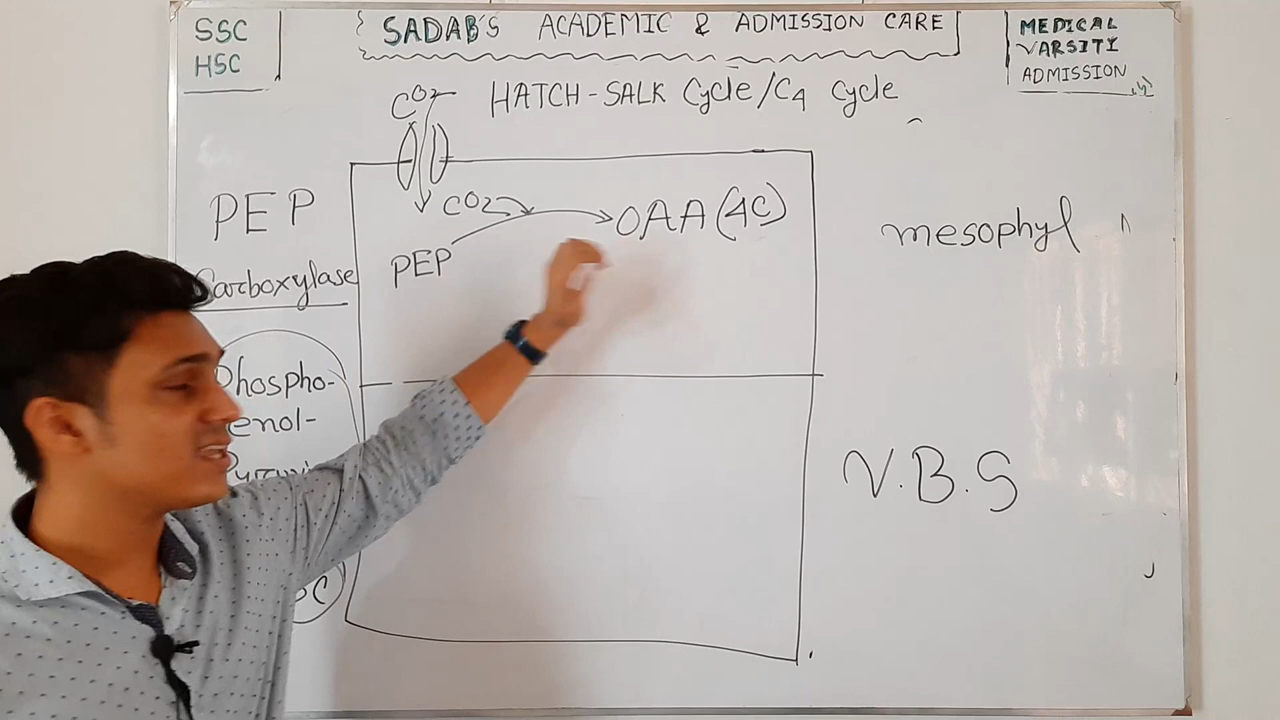 SSC
HSC
SADAB'S ACADEMIC & ADMISSION CARE
MEDICAL
VARSITY
ADMISSION
HATCH-SALK Cycle/C4 Cycle
CO2
PEP
Carboxylase
Phospho-
enol-
CO2
OAA(4C)
PEP
mesophyl
V.B.S